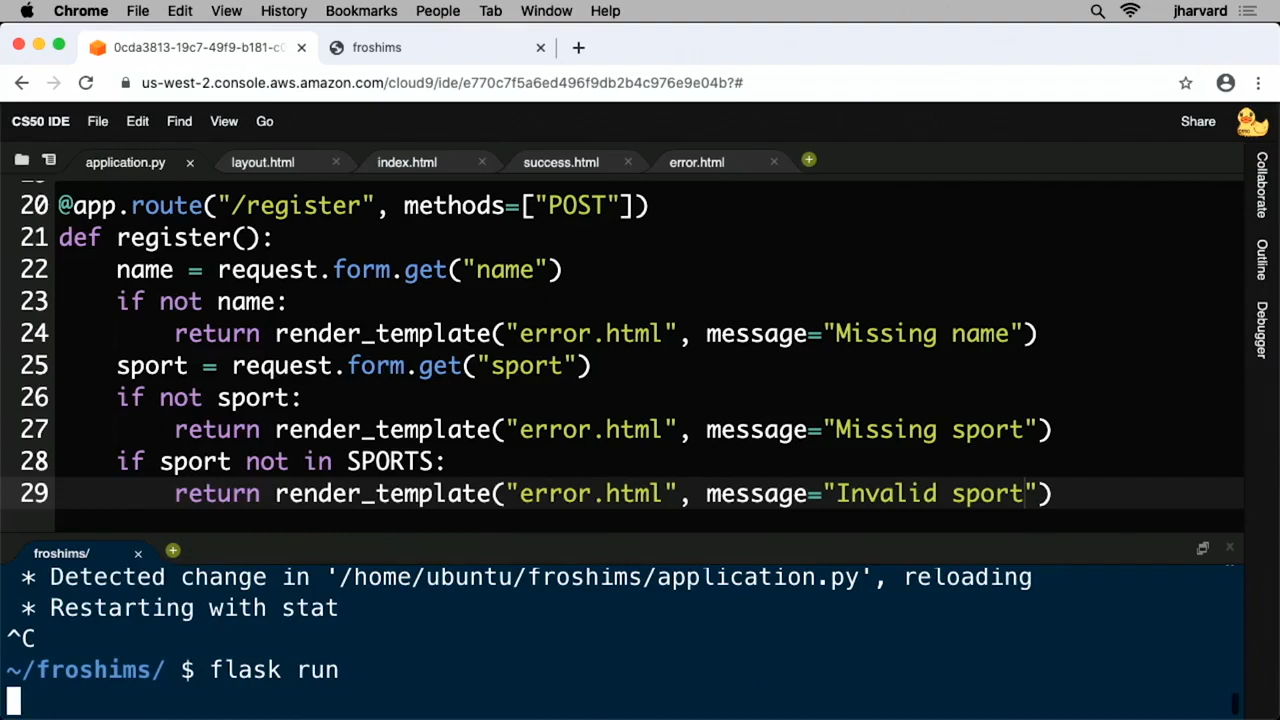 Chrome File Edit View History Bookmarks People Tab Window Help jharvard
0cda3813-19c7-49f9-b181-c froshims
us-west-2.console.aws.amazon.com/cloud9/ide/e770c7f5a6ed496f9db2b4c976e9e04b?#
CS50 IDE File Edit Find View Go Share
application.py layout.html index.html success.html error.html
20 @app.route("/register", methods=["POST"])
21 def register():
22 name = request.form.get("name")
23 if not name:
24 return render_template("error.html", message="Missing name")
25 sport = request.form.get("sport")
26 if not sport:
27 return render_template("error.html", message="Missing sport")
28 if sport not in SPORTS:
29 return render_template("error.html", message="Invalid sport")
Collaborate
Outline
Debugger
froshims/
* Detected change in '/home/ubuntu/froshims/application.py', reloading
* Restarting with stat
^C
~/froshims/ $ flask run